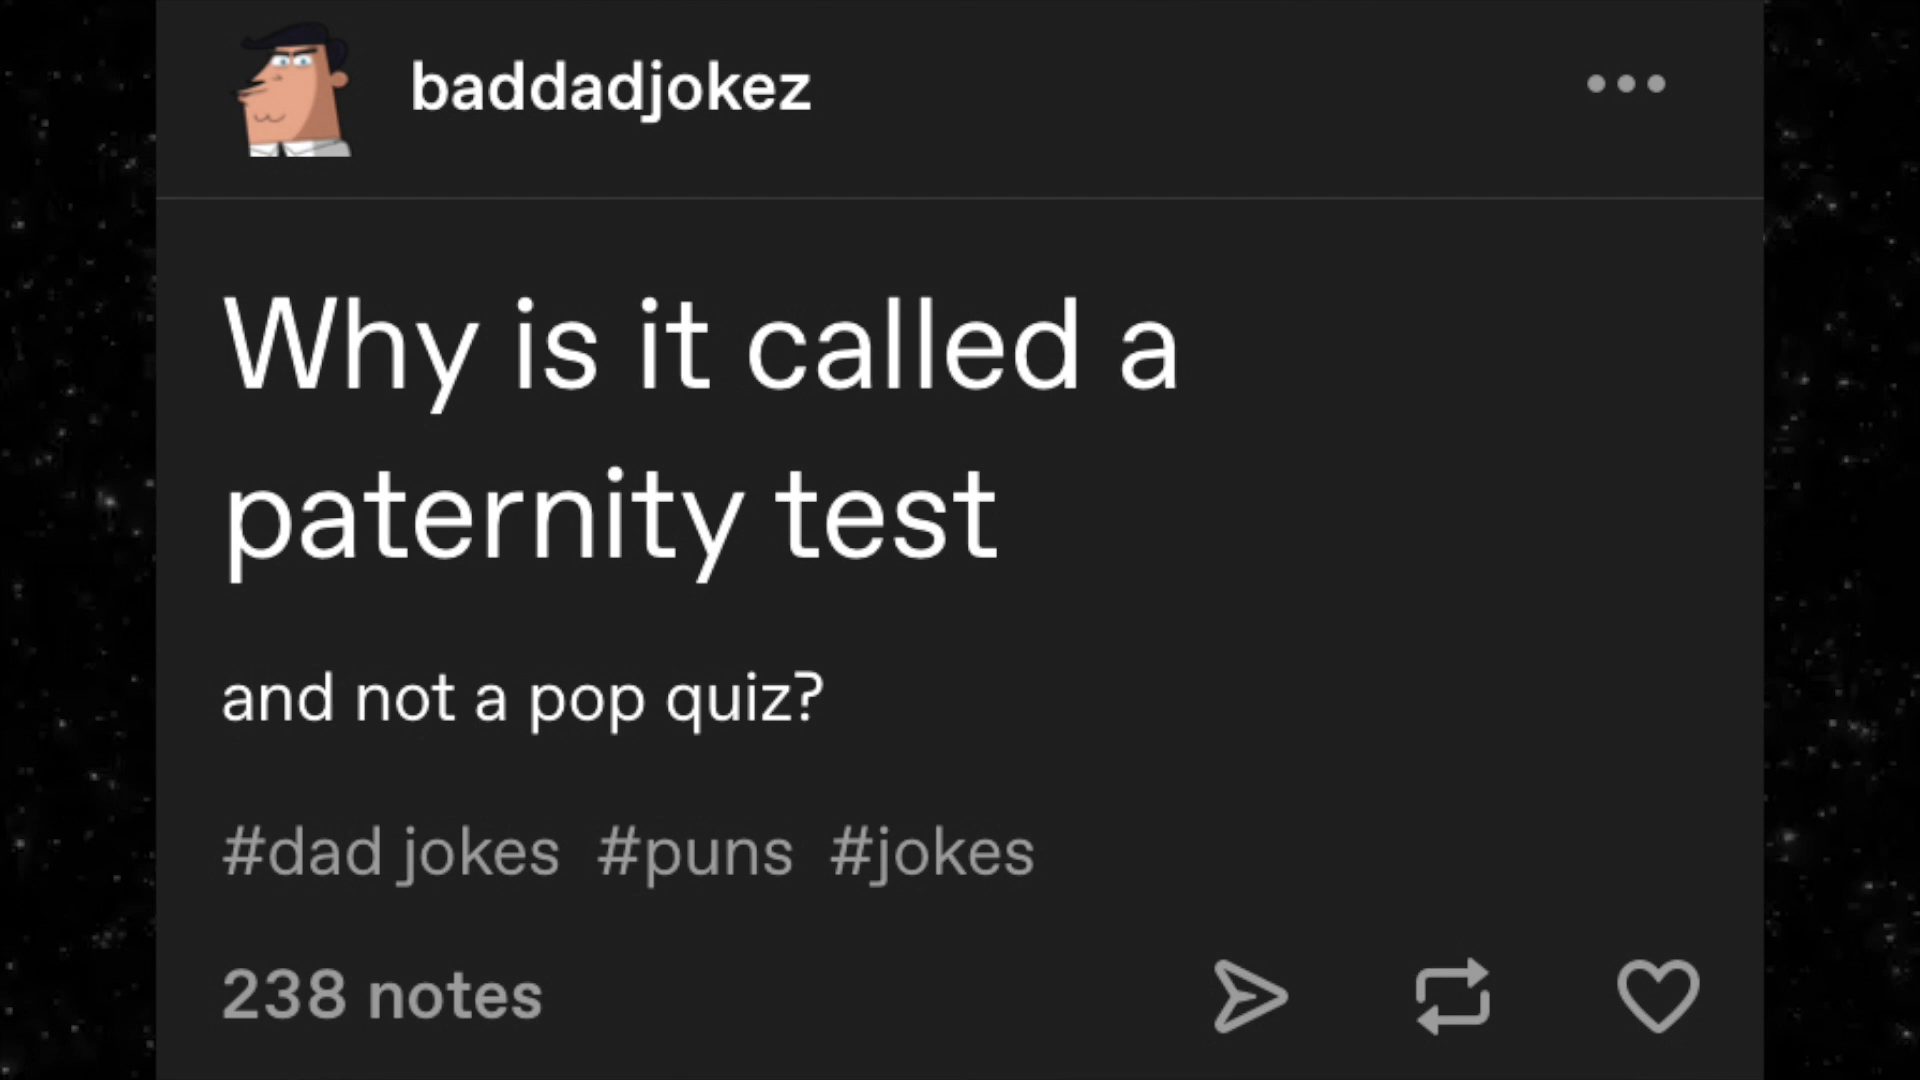 baddadjokez
Why is it called a
paternity test
and not a pop quiz?
#dad jokes #puns #jokes
238 notes